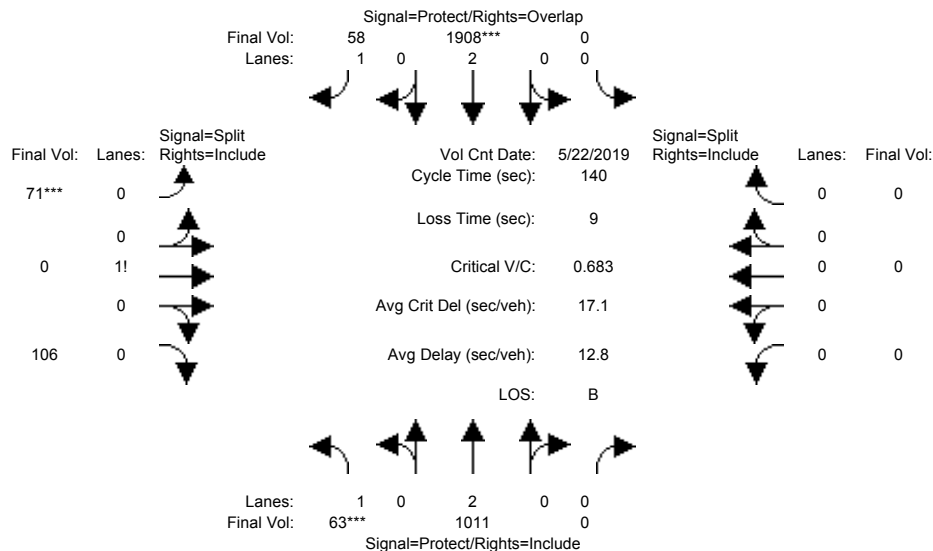 Signal=Protect/Rights=Overlap
Final Vol: 58 1908*** 0
Lanes: 1 0 2 0 0
Signal=Split Signal=Split
Final Vol: Lanes: Rights=Include Vol Cnt Date: 5/22/2019 Rights=Include Lanes: Final Vol:
Cycle Time (sec): 140
71*** 0 0 0
Loss Time (sec): 9
0 0
0 1! Critical V/C: 0.683 0 0
0 Avg Crit Del (sec/veh): 17.1 0
106 0 Avg Delay (sec/veh): 12.8 0 0
LOS: B
Lanes: 1 0 2 0 0
Final Vol: 63*** 1011 0
Signal=Protect/Rights=Include